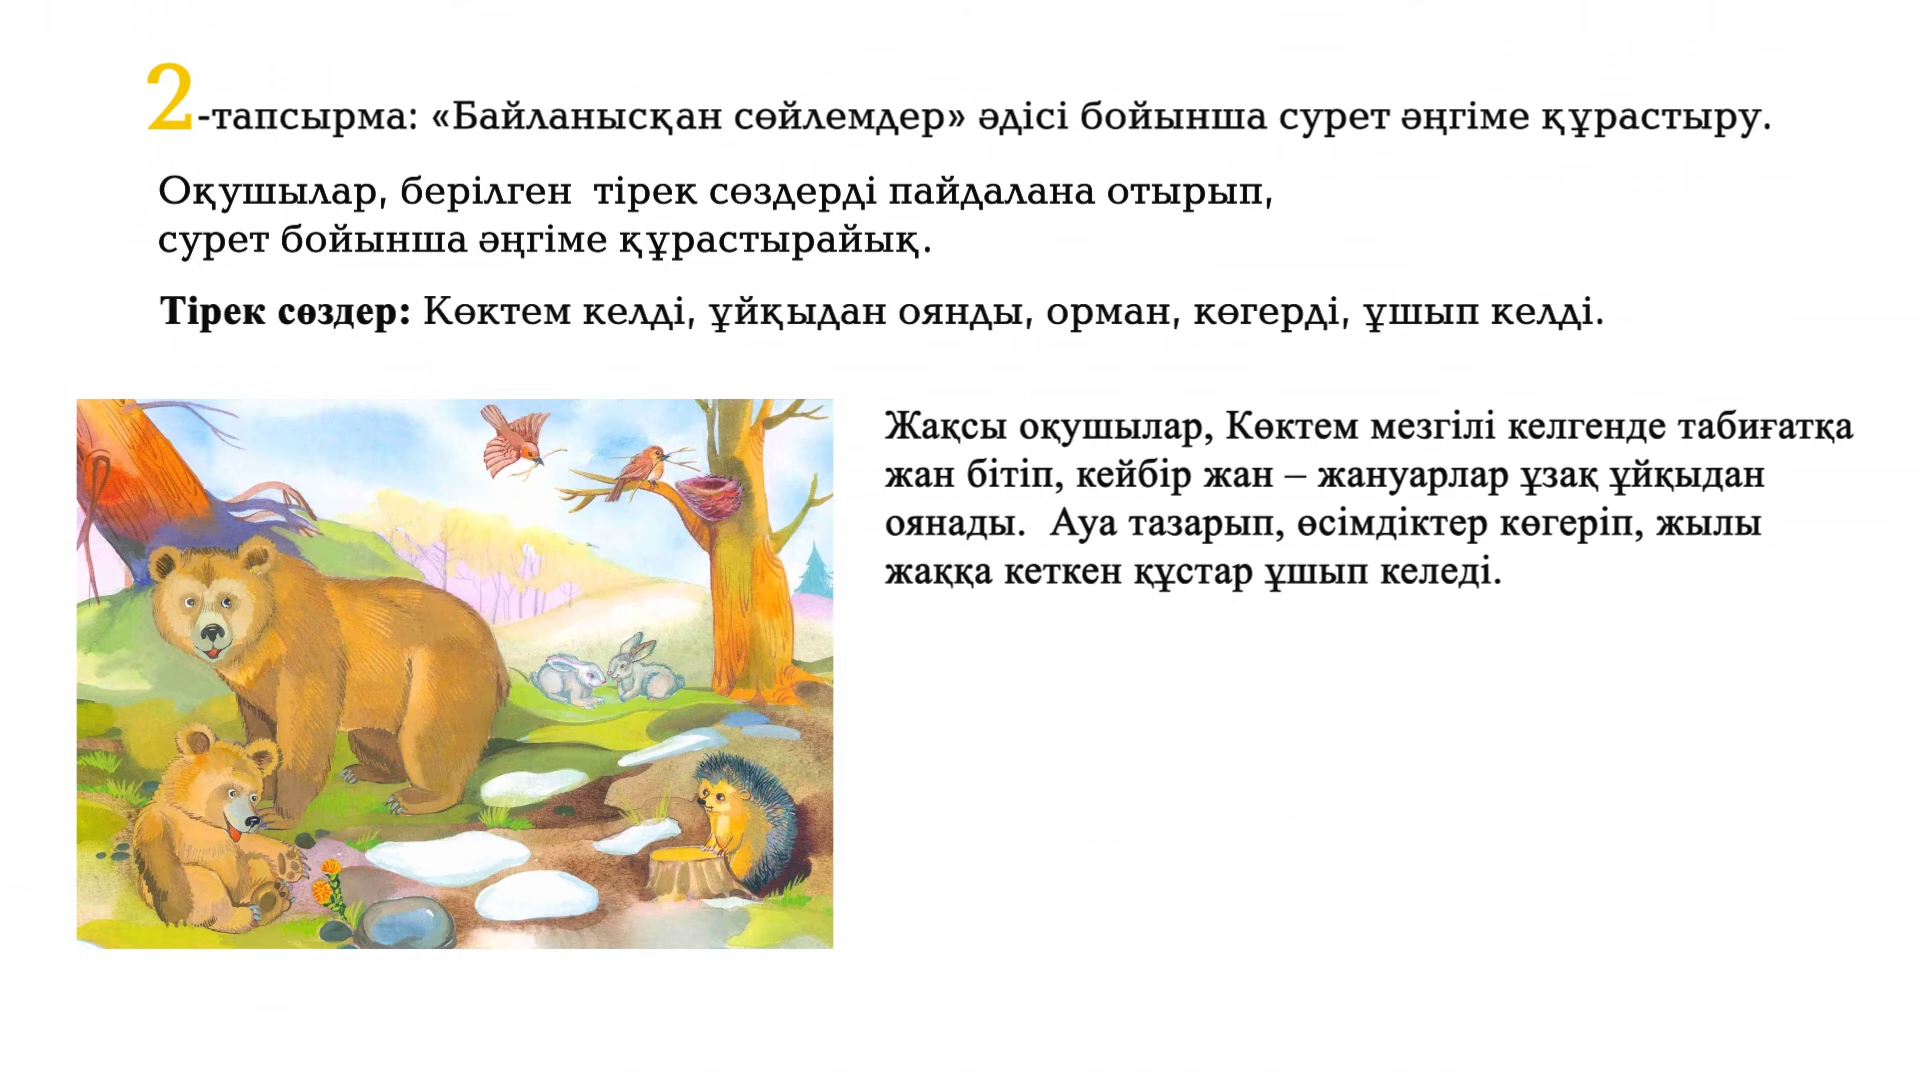 2-тапсырма: «Байланысқан сөйлемдер» әдісі бойынша сурет әңгіме құрастыру.
Оқушылар, берілген тірек сөздерді пайдалана отырып,
сурет бойынша әңгіме құрастырайық.
Тірек сөздер: Көктем келді, ұйқыдан оянды, орман, көгерді, ұшып келді.
Жақсы оқушылар, Көктем мезгілі келгенде табиғатқа
жан бітіп, кейбір жан – жануарлар ұзақ ұйқыдан
оянады. Ауа тазарып, өсімдіктер көгеріп, жылы
жаққа кеткен құстар ұшып келеді.